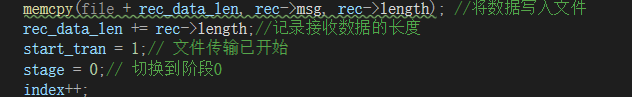 memcpy(file + rec_data_len, rec->msg, rec->length); //将数据写入文件
rec_data_len += rec->length;//记录接收数据的长度
start_tran = 1;// 文件传输已开始
stage = 0;// 切换到阶段0
index++;